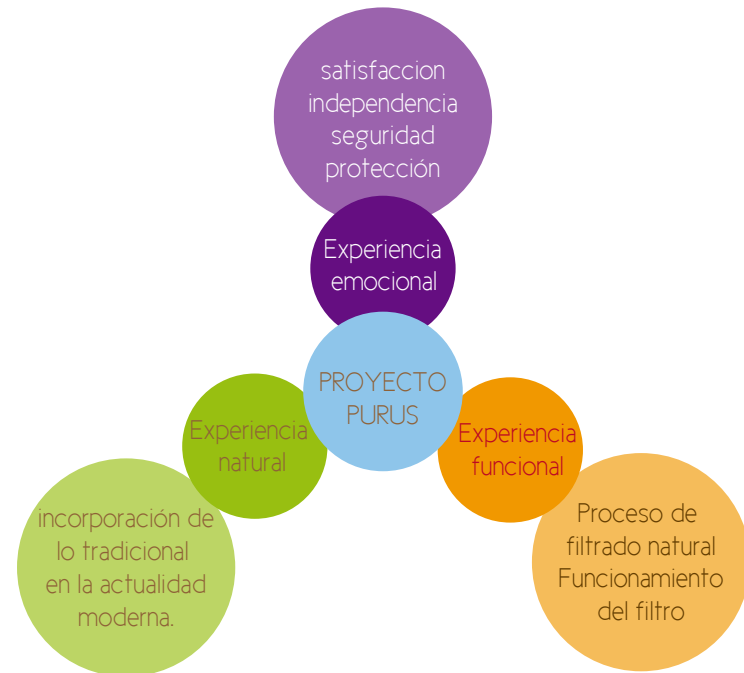 satisfaccion
independencia
seguridad
protección
Experiencia
emocional
PROYECTO
PURUS
Experiencia
natural
Experiencia
funcional
incorporación de
lo tradicional
en la actualidad
moderna.
Proceso de
filtrado natural
Funcionamiento
del filtro